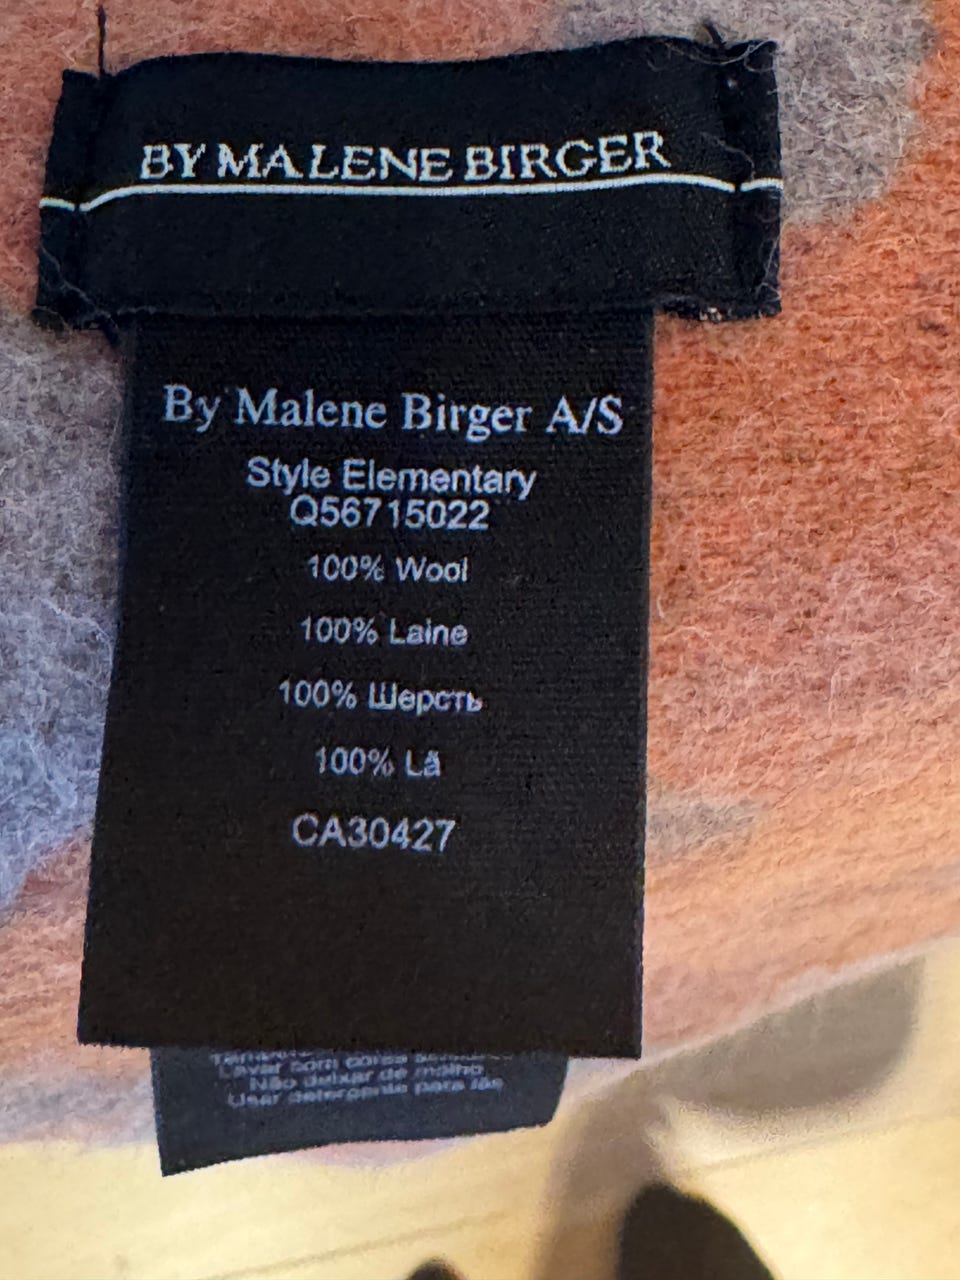 BY MALENE BIRGER
By Malene Birger A/S
Style Elementary
Q56715022
100% Wool
100% Laine
100% Шерсть
100% Lã
CA30427
Lavar com cores
Não deixar de molho
Usar detergente para lãs